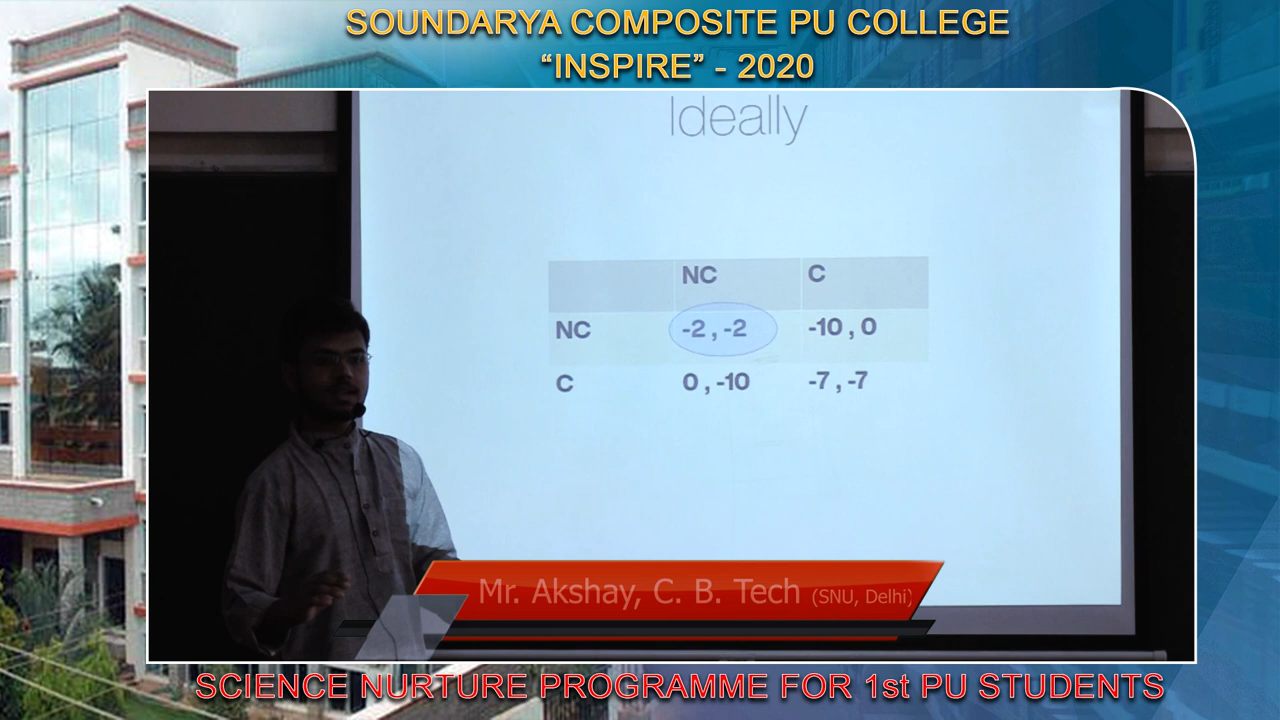 SOUNDARYA COMPOSITE PU COLLEGE
“INSPIRE” - 2020
Ideally
NC C
NC -2 , -2 -10 , 0
C 0 , -10 -7 , -7
Mr. Akshay, C. B. Tech (SNU, Delhi)
SCIENCE NURTURE PROGRAMME FOR 1st PU STUDENTS